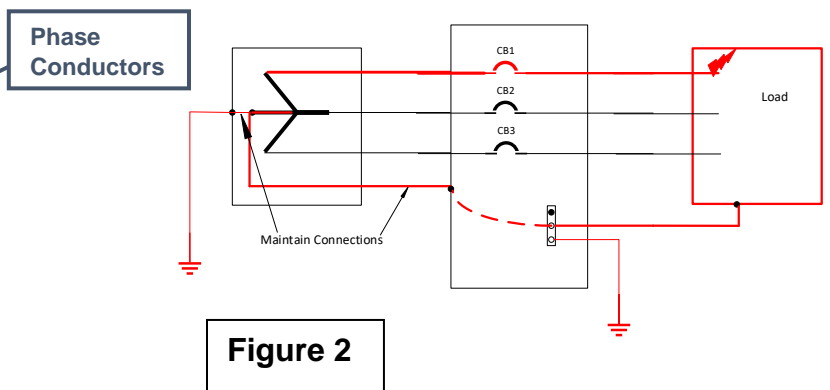 Phase
Conductors
CB1
CB2
CB3
Load
Maintain Connections
Figure 2